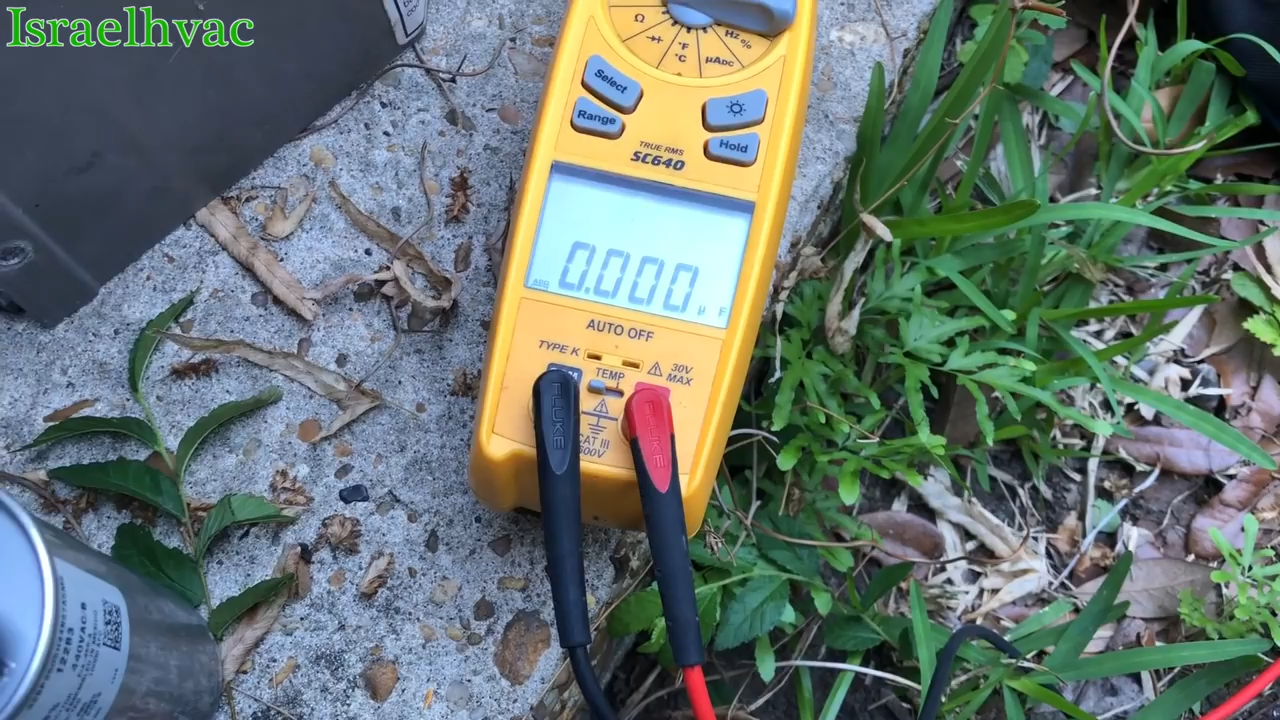 Israelhvac
Ω
Hz%
°F
°C
µADC
Select
Range
Hold
TRUE RMS
SC640
0.000
µ F
AUTO OFF
TYPE K
TEMP
30V
MAX
CAT III
600V
FLUKE
FLUKE
12283
440VAC